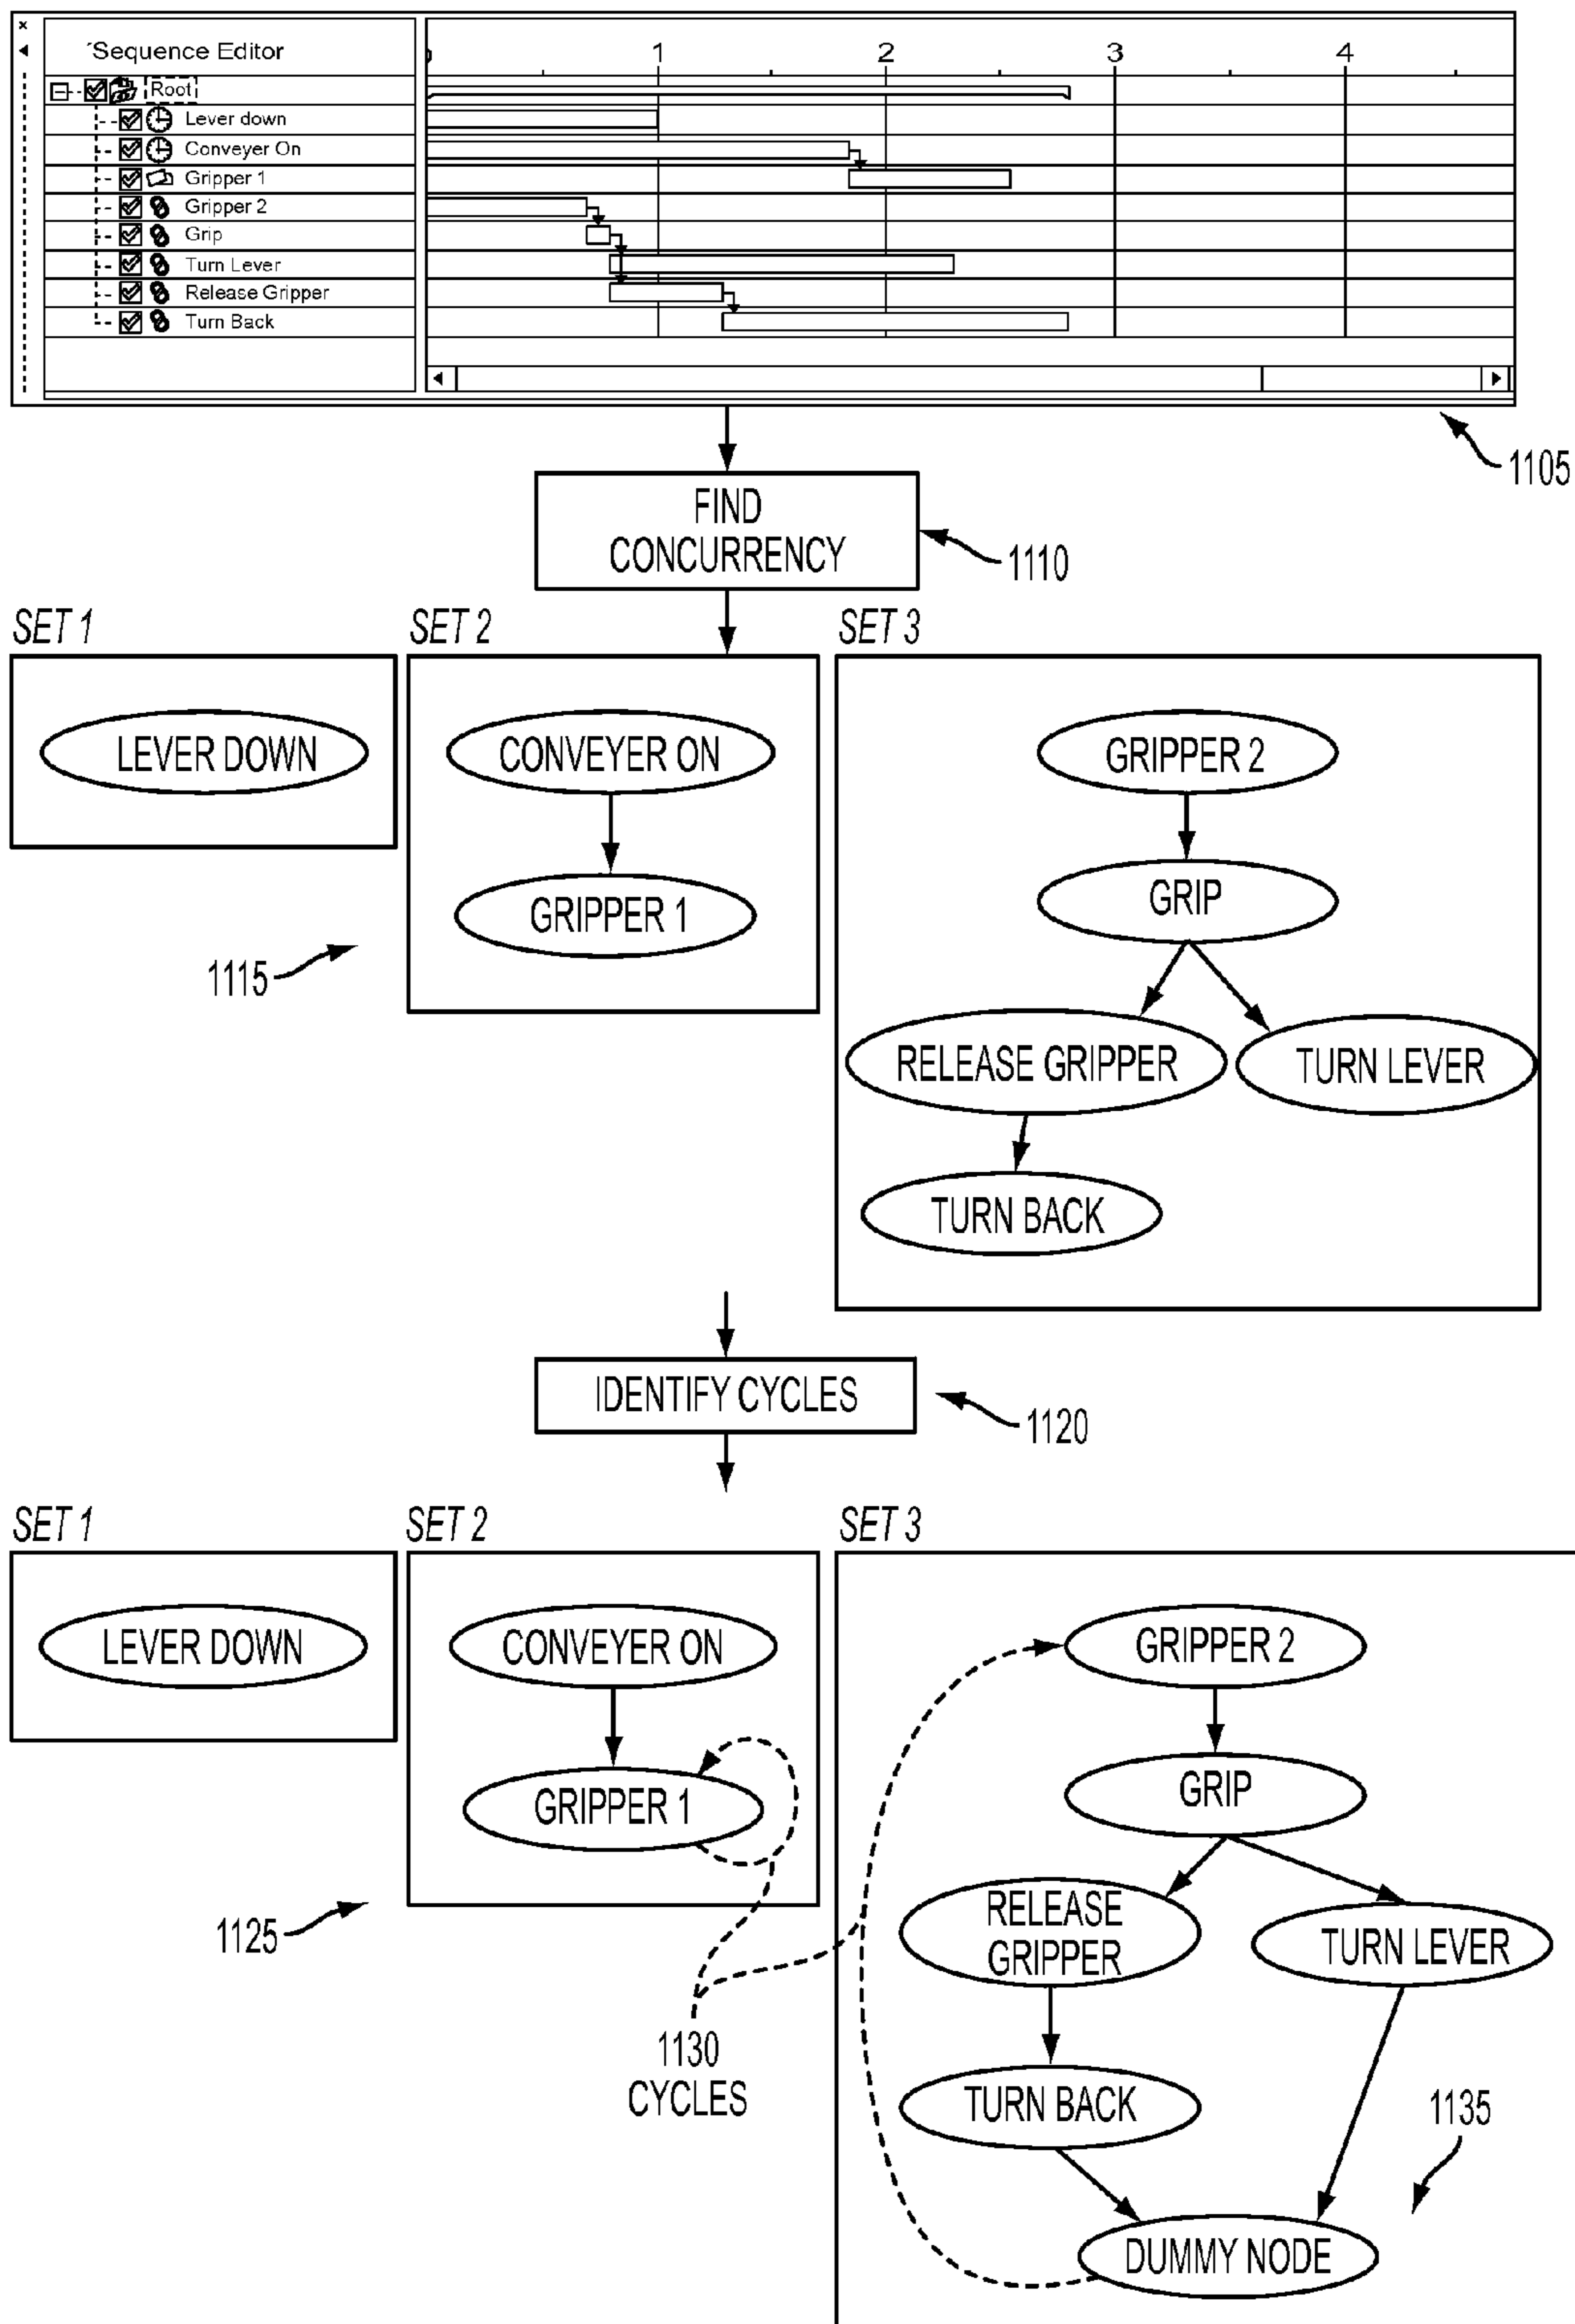 Sequence Editor
1 2 3 4
Root
Lever down
Conveyer On
Gripper 1
Gripper 2
Grip
Turn Lever
Release Gripper
Turn Back
1105
FIND
CONCURRENCY
1110
SET 1
SET 2
SET 3
LEVER DOWN
CONVEYER ON
GRIPPER 2
GRIPPER 1
GRIP
1115
RELEASE GRIPPER
TURN LEVER
TURN BACK
IDENTIFY CYCLES
1120
SET 1
SET 2
SET 3
LEVER DOWN
CONVEYER ON
GRIPPER 2
GRIPPER 1
GRIP
1125
RELEASE
GRIPPER
TURN LEVER
1130
CYCLES
TURN BACK
1135
DUMMY NODE